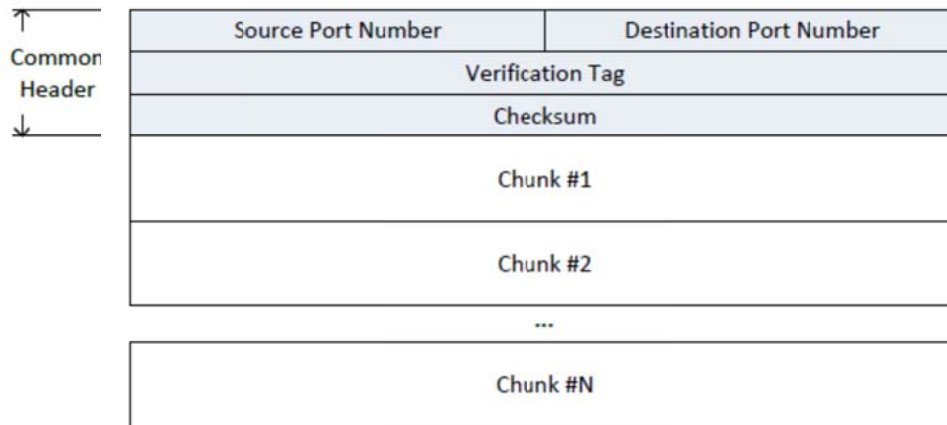 Common
Header
Source Port Number
Destination Port Number
Verification Tag
Checksum
Chunk #1
Chunk #2
...
Chunk #N